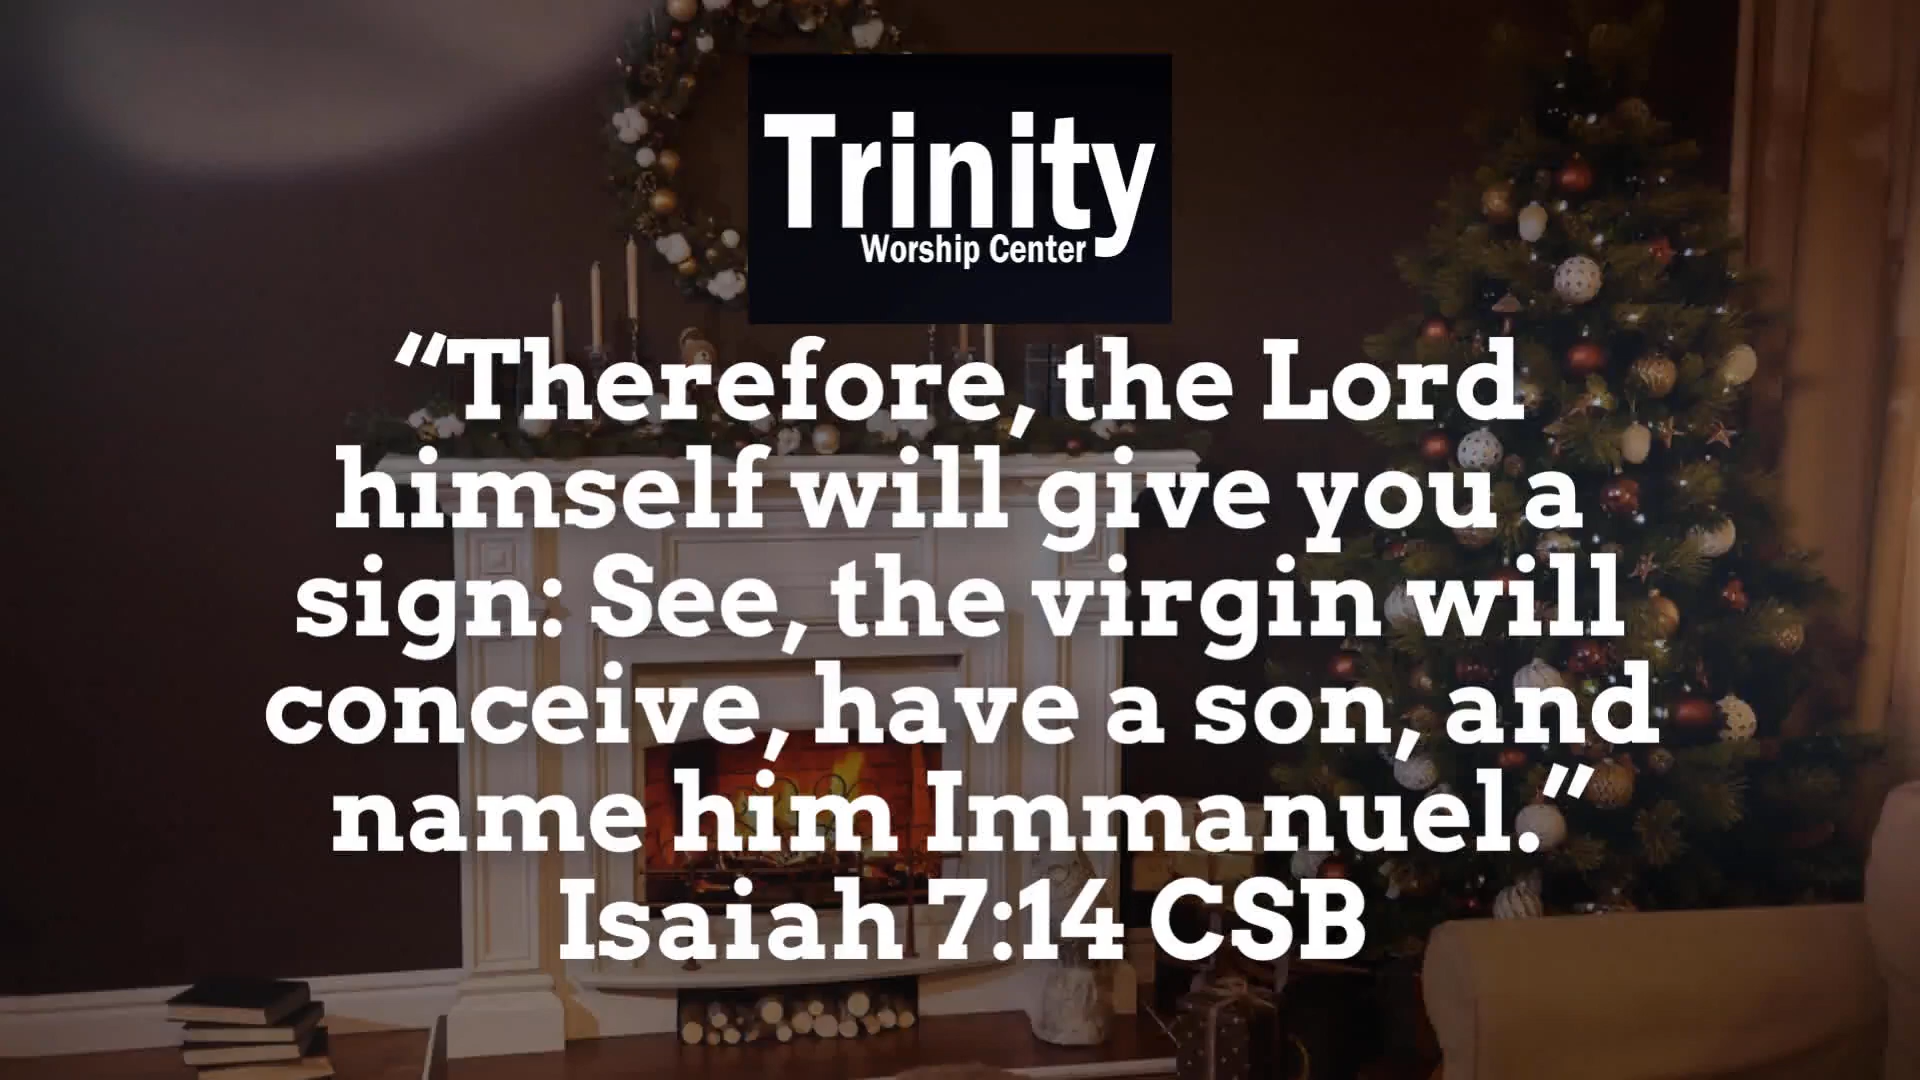 Trinity
Worship Center
“Therefore, the Lord
himself will give you a
sign: See, the virgin will
conceive, have a son, and
name him Immanuel.”
Isaiah 7:14 CSB